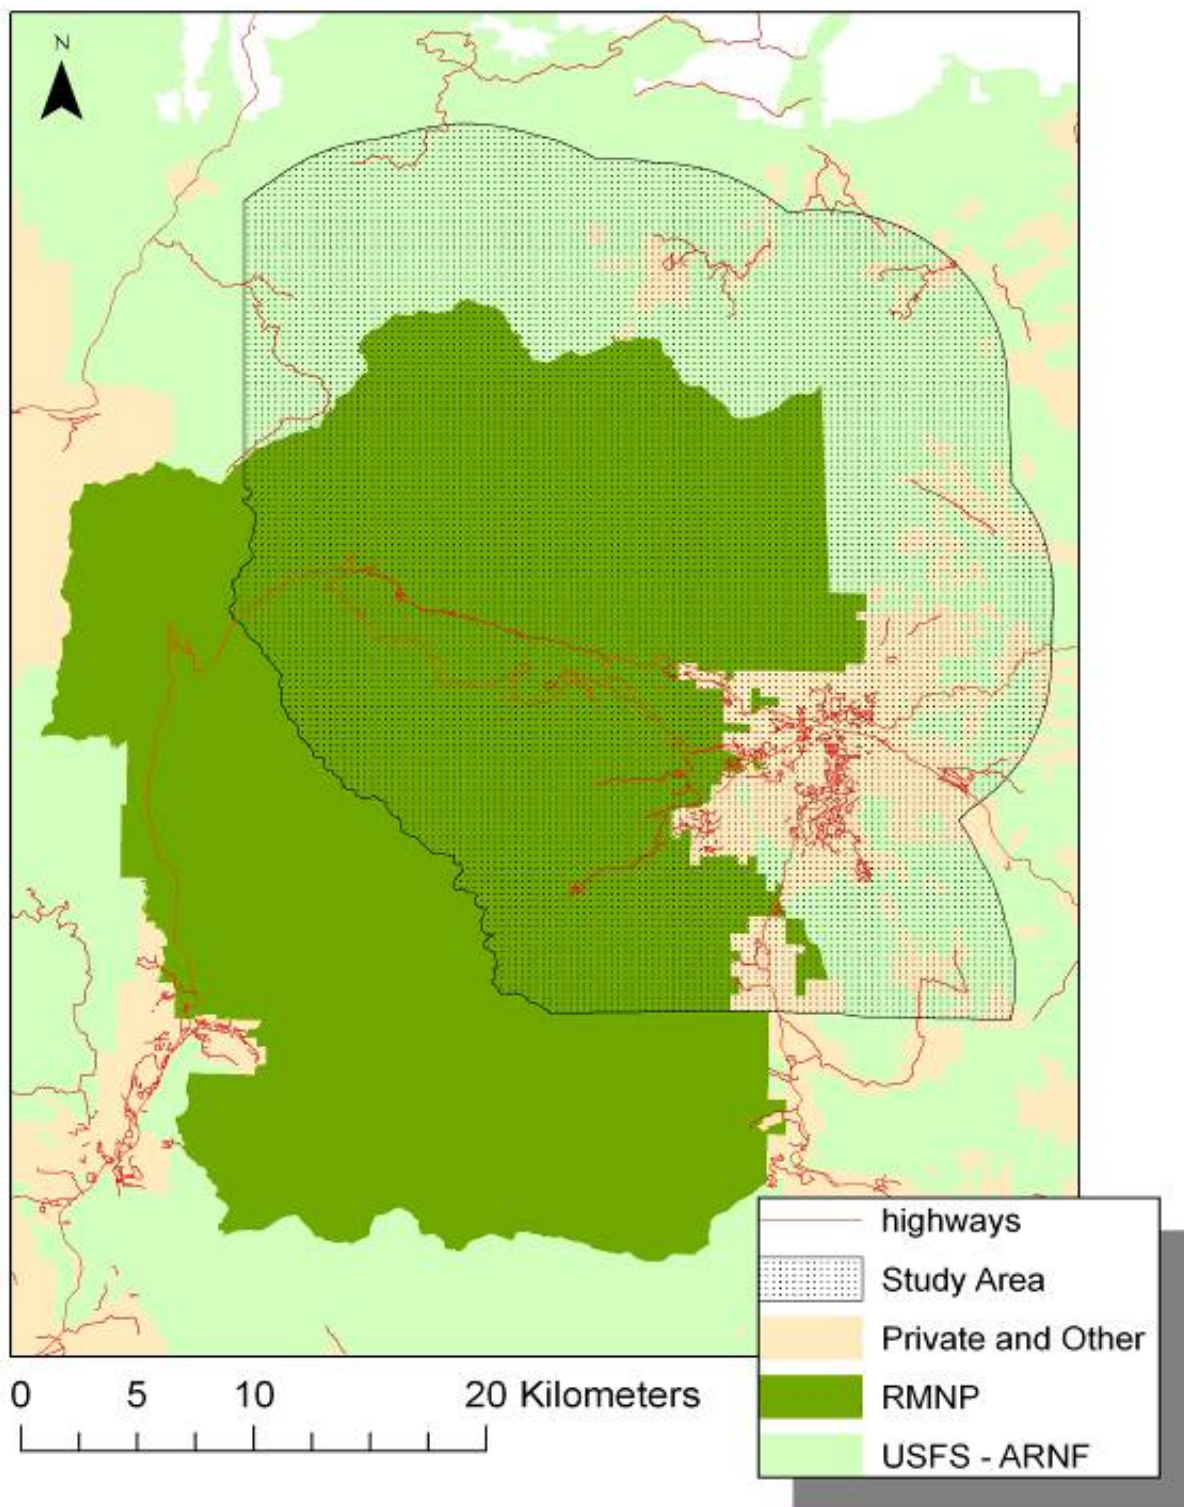 N
highways
Study Area
Private and Other
RMNP
USFS - ARNF
0 5 10 20 Kilometers